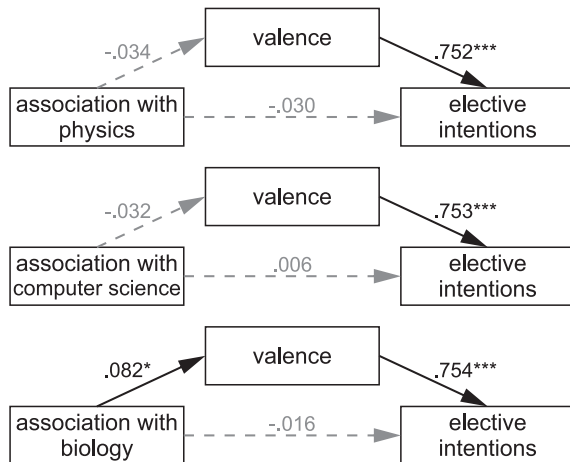 -.034
valence
.752***
association with
physics
-.030
elective
intentions
-.032
valence
.753***
association with
computer science
.006
elective
intentions
.082*
valence
.754***
association with
biology
-.016
elective
intentions